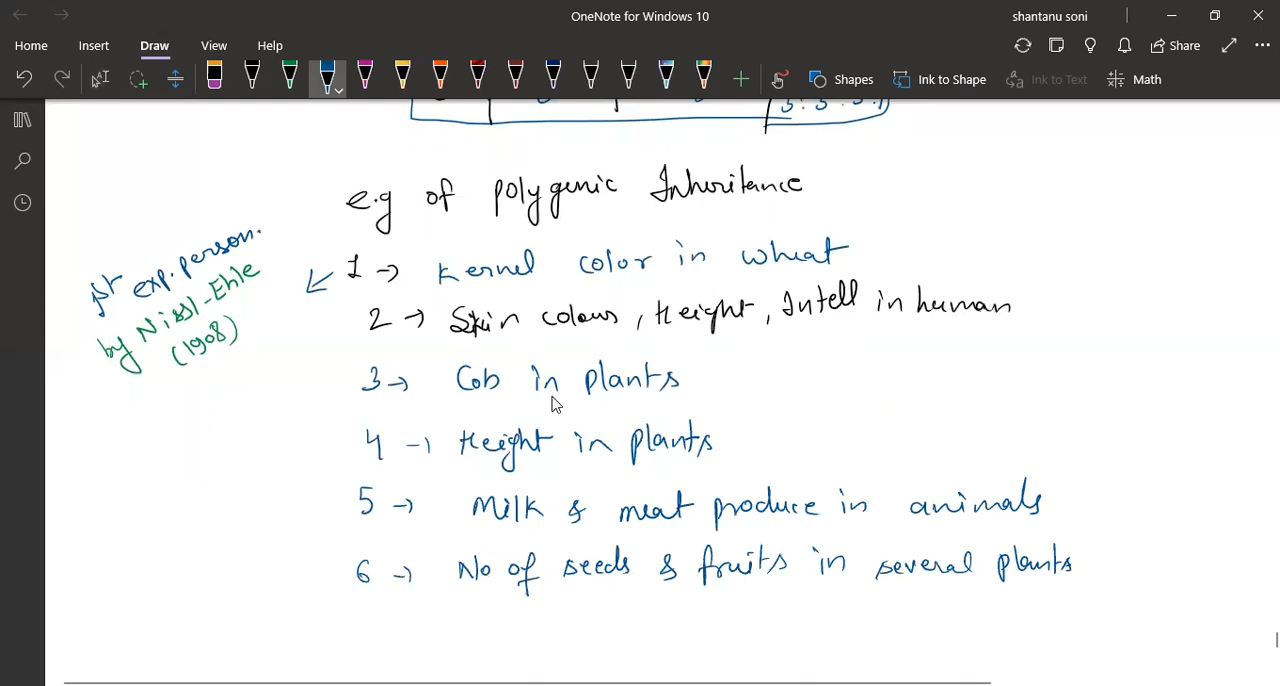 OneNote for Windows 10
shantanu soni
Home Insert Draw View Help
Share
Shapes
Ink to Shape
Ink to Text
Math
e.g of polygenic Inheritance
1st exp. person.
by Nissl-Ehle
(1908)
1 → Kernel color in wheat
2 → Skin colour, Height, Intell in human
3 → Cob in plants
4 → Height in plants
5 → Milk & meat produce in animals
6 → No of seeds & fruits in several plants